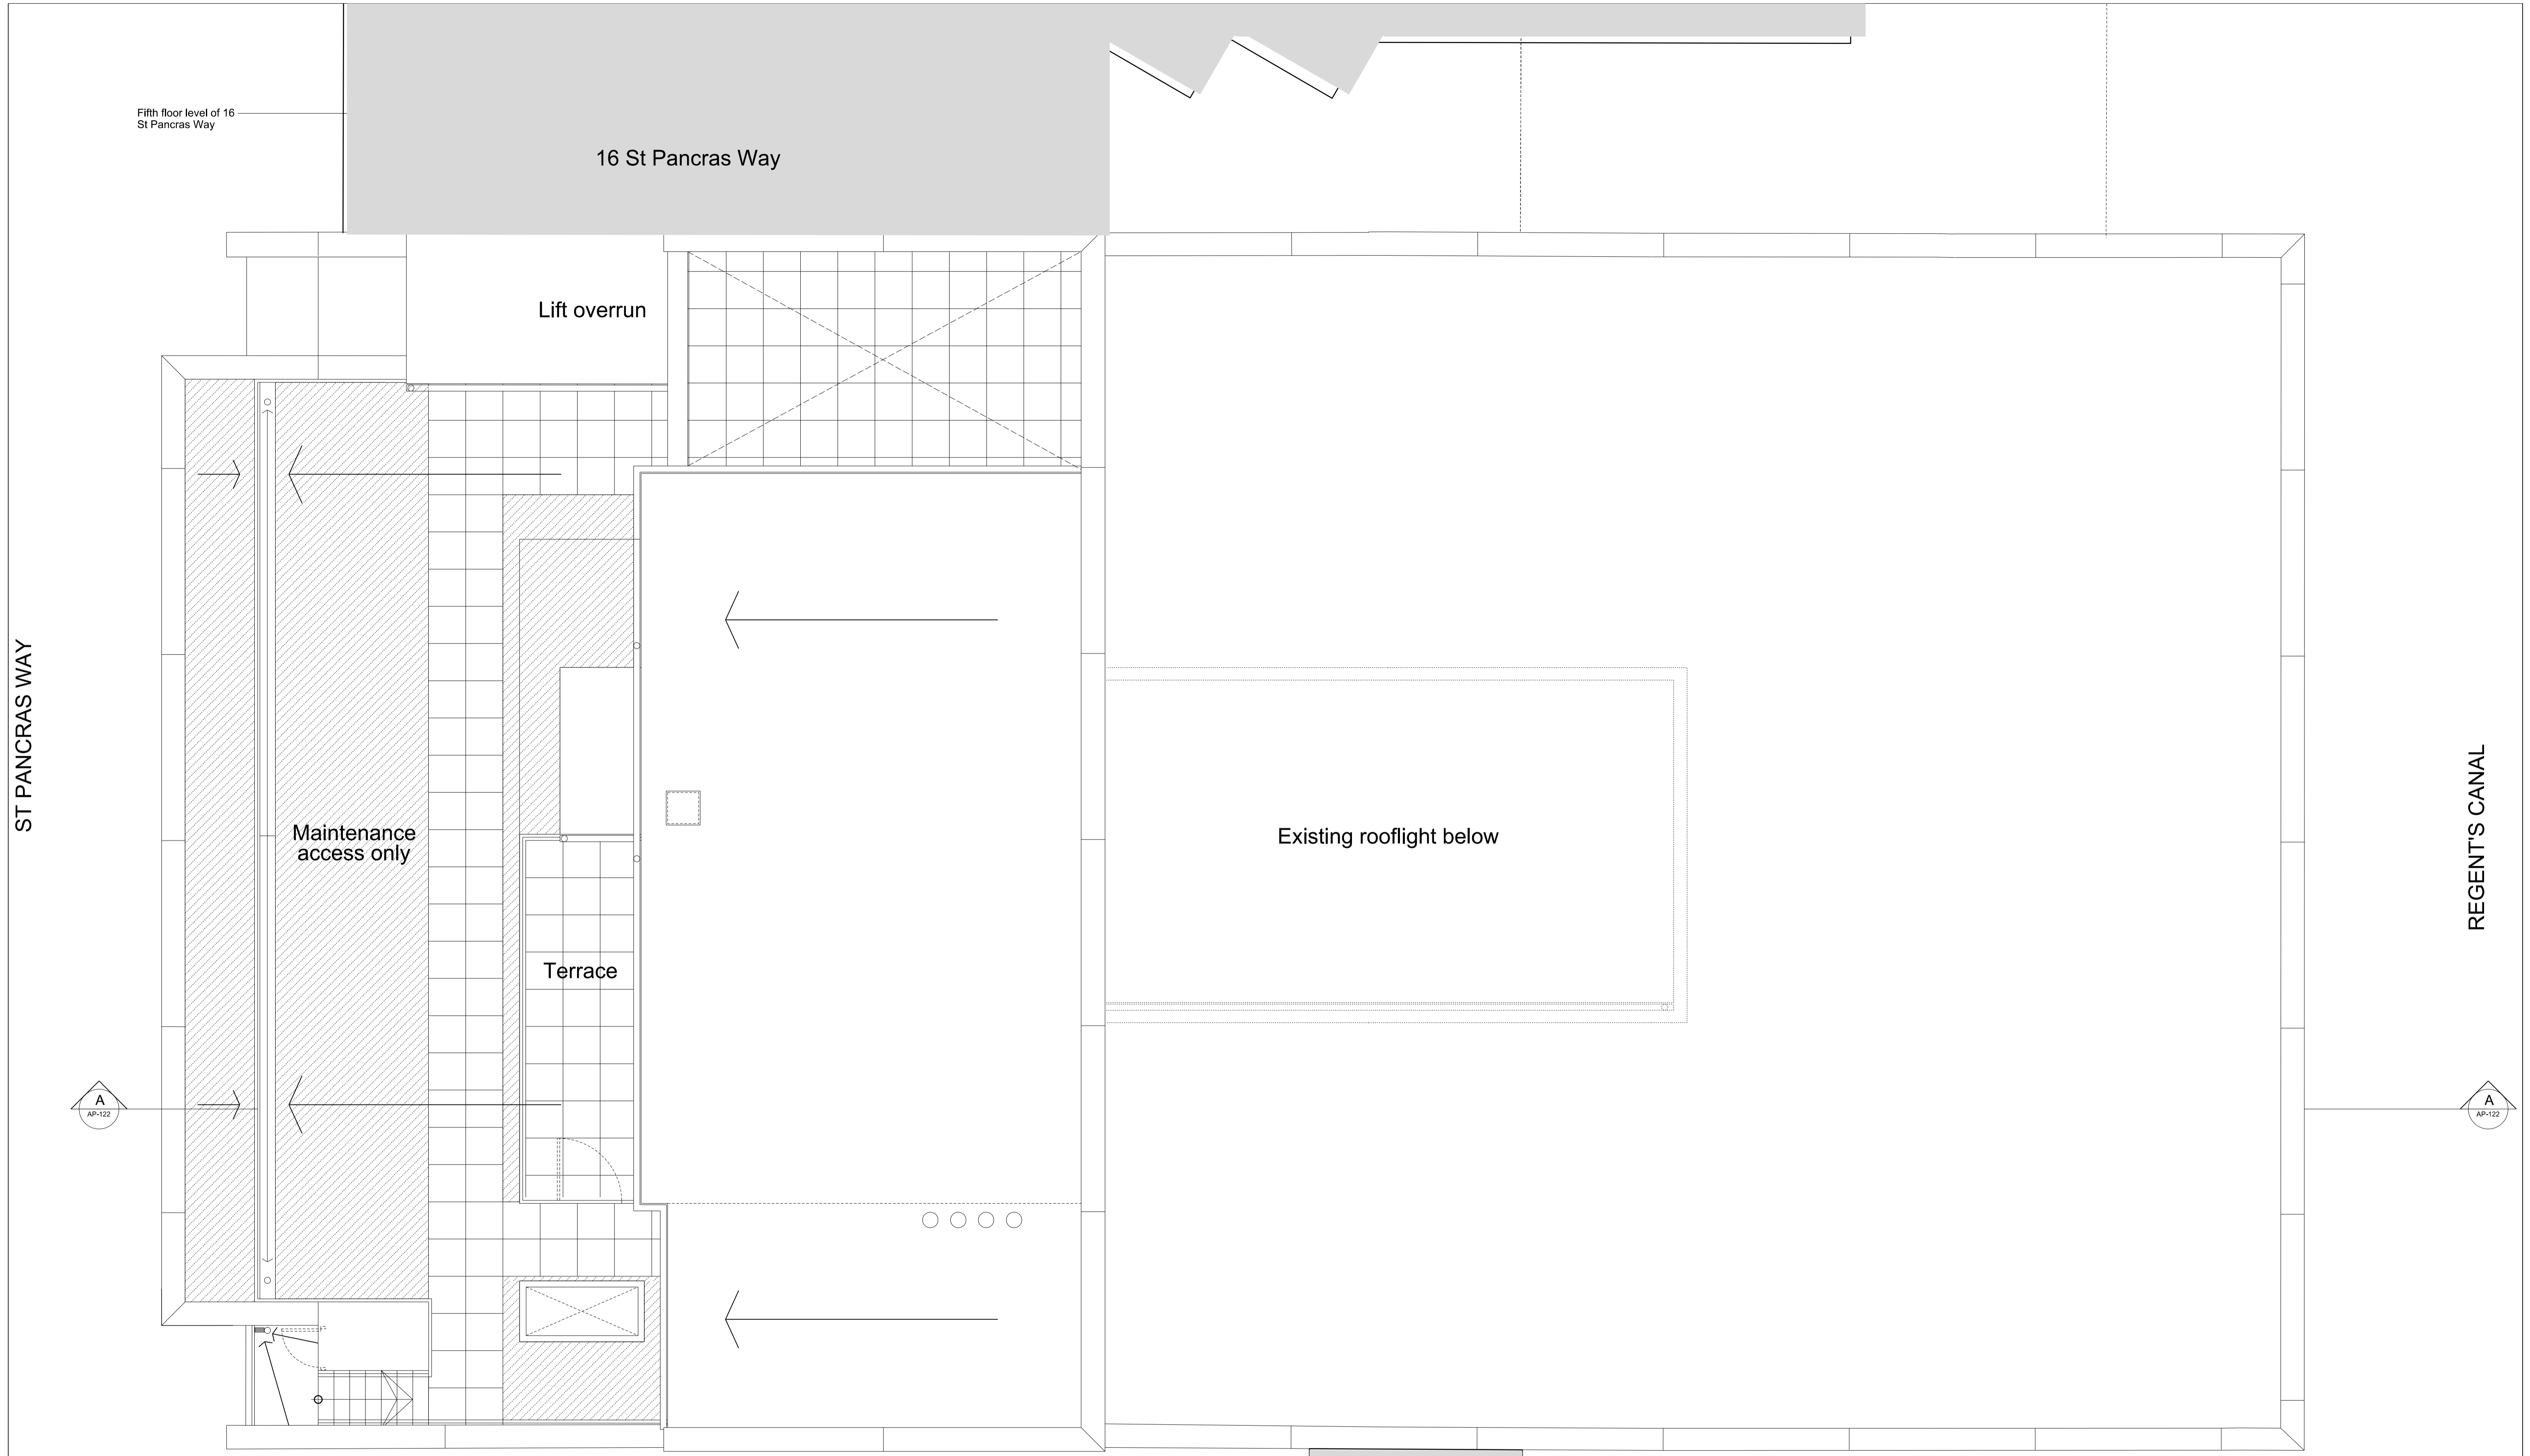 Fifth floor level of 16
St Pancras Way
16 St Pancras Way
Lift overrun
ST PANCRAS WAY
Maintenance
access only
Existing rooflight below
REGENT'S CANAL
Terrace
A
AP-122
A
AP-122